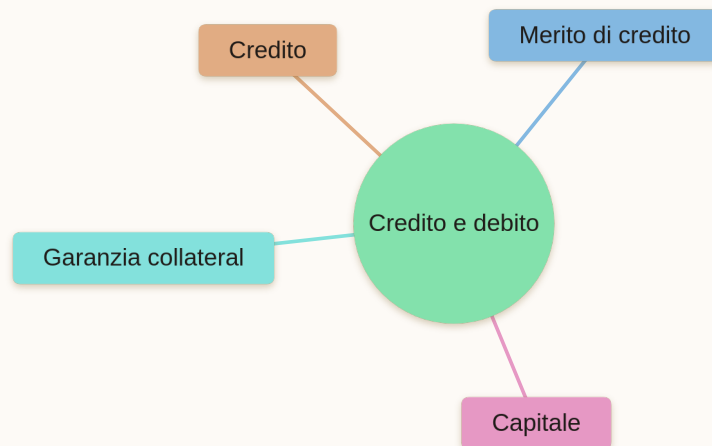 Merito di credito
Credito
Credito e debito
Garanzia collateral
Capitale